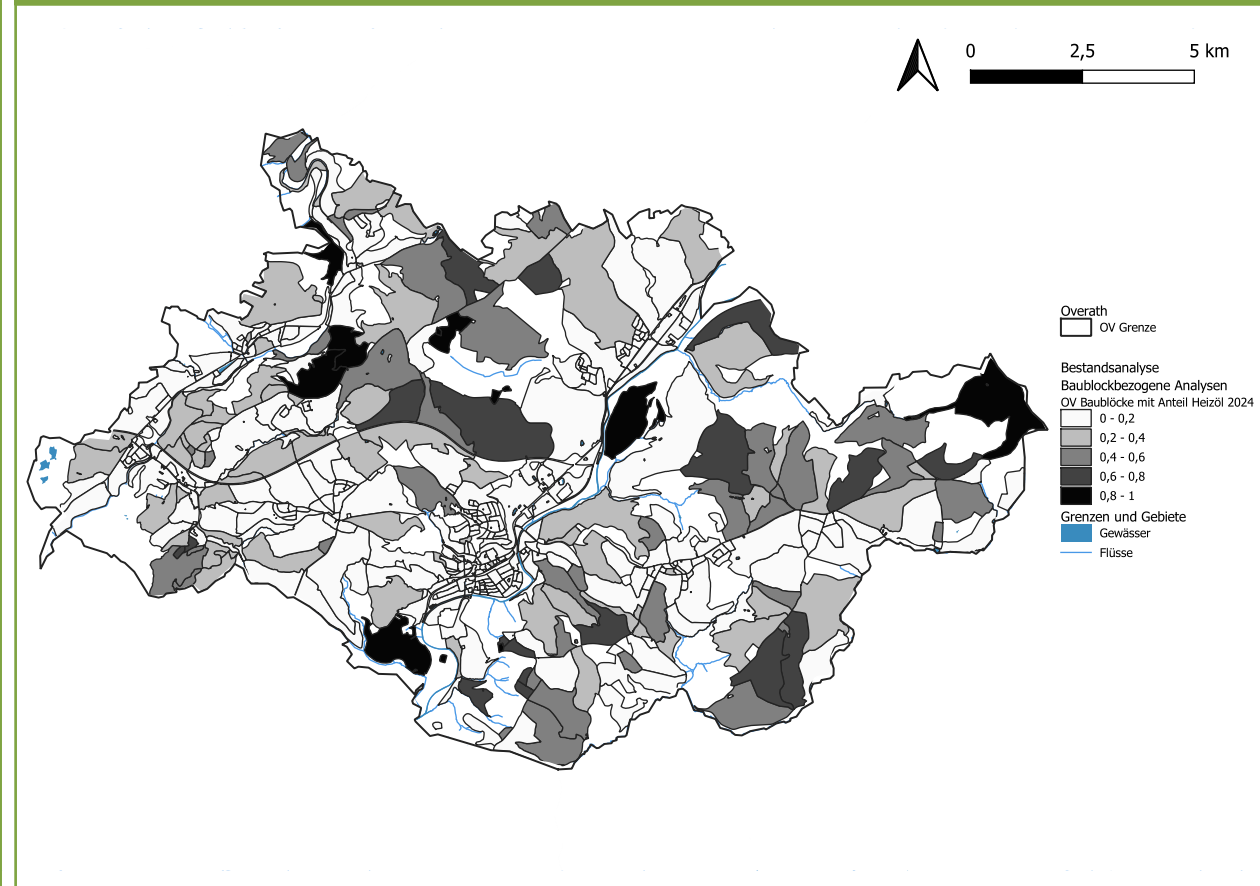 0 2,5 5 km
Overath
OV Grenze
Bestandsanalyse
Baublockbezogene Analysen
OV Baublöcke mit Anteil Heizöl 2024
0 - 0,2
0,2 - 0,4
0,4 - 0,6
0,6 - 0,8
0,8 - 1
Grenzen und Gebiete
Gewässer
Flüsse